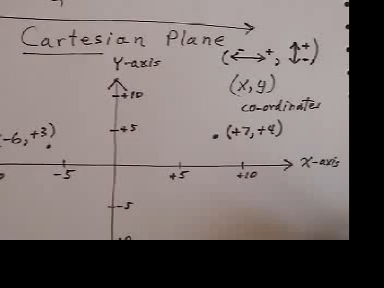 Cartesian Plane
(- +, + -)
Y-axis
(x, y)
+10
co-ordinates
(-6, +3)
+5
(+7, +4)
X-axis
-5
+5
+10
-5